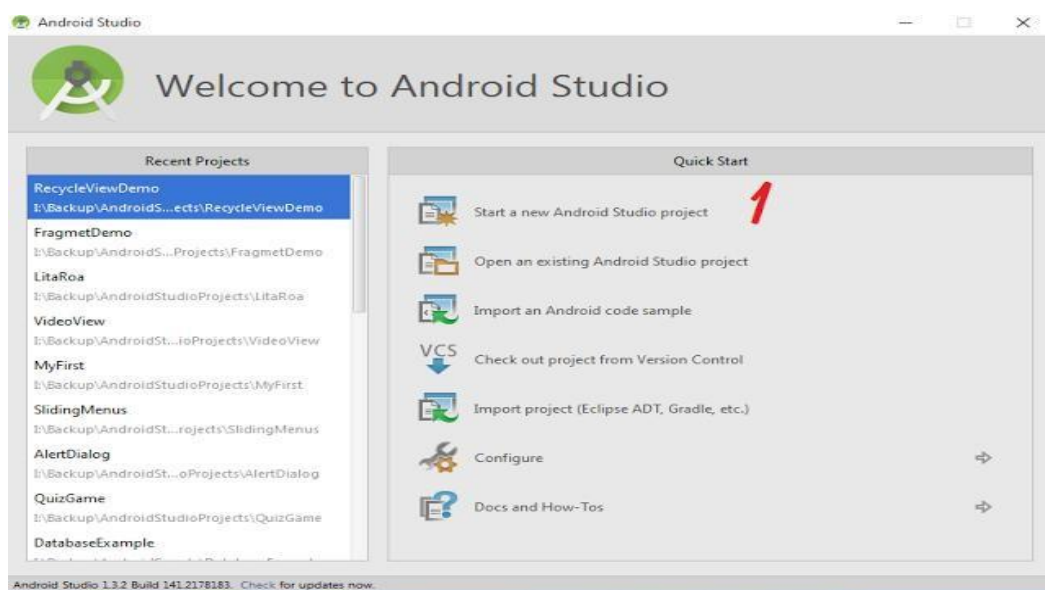 Android Studio
Welcome to Android Studio
Recent Projects
RecycleViewDemo
I:\Backup\AndroidS...ects\RecycleViewDemo
FragmetDemo
I:\Backup\AndroidS...Projects\FragmetDemo
LitaRoa
I:\Backup\AndroidStudioProjects\LitaRoa
VideoView
I:\Backup\AndroidSt...ioProjects\VideoView
MyFirst
I:\Backup\AndroidStudioProjects\MyFirst
SlidingMenus
I:\Backup\AndroidSt...rojects\SlidingMenus
AlertDialog
I:\Backup\AndroidSt...oProjects\AlertDialog
QuizGame
I:\Backup\AndroidStudioProjects\QuizGame
DatabaseExample
Quick Start
Start a new Android Studio project 1
Open an existing Android Studio project
Import an Android code sample
VCS Check out project from Version Control
Import project (Eclipse ADT, Gradle, etc.)
Configure
Docs and How-Tos
Android Studio 1.3.2 Build 141.2178183. Check for updates now.